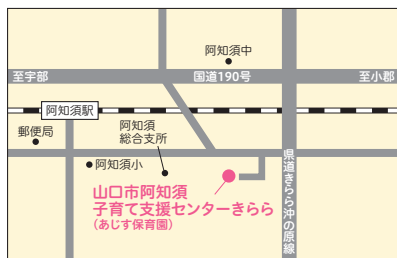 阿知須中
至宇部
国道190号
至小郡
阿知須駅
郵便局
阿知須
総合支所
阿知須小
山口市阿知須
子育て支援センターきらら
(あじす保育園)
県道きらら沖の原線